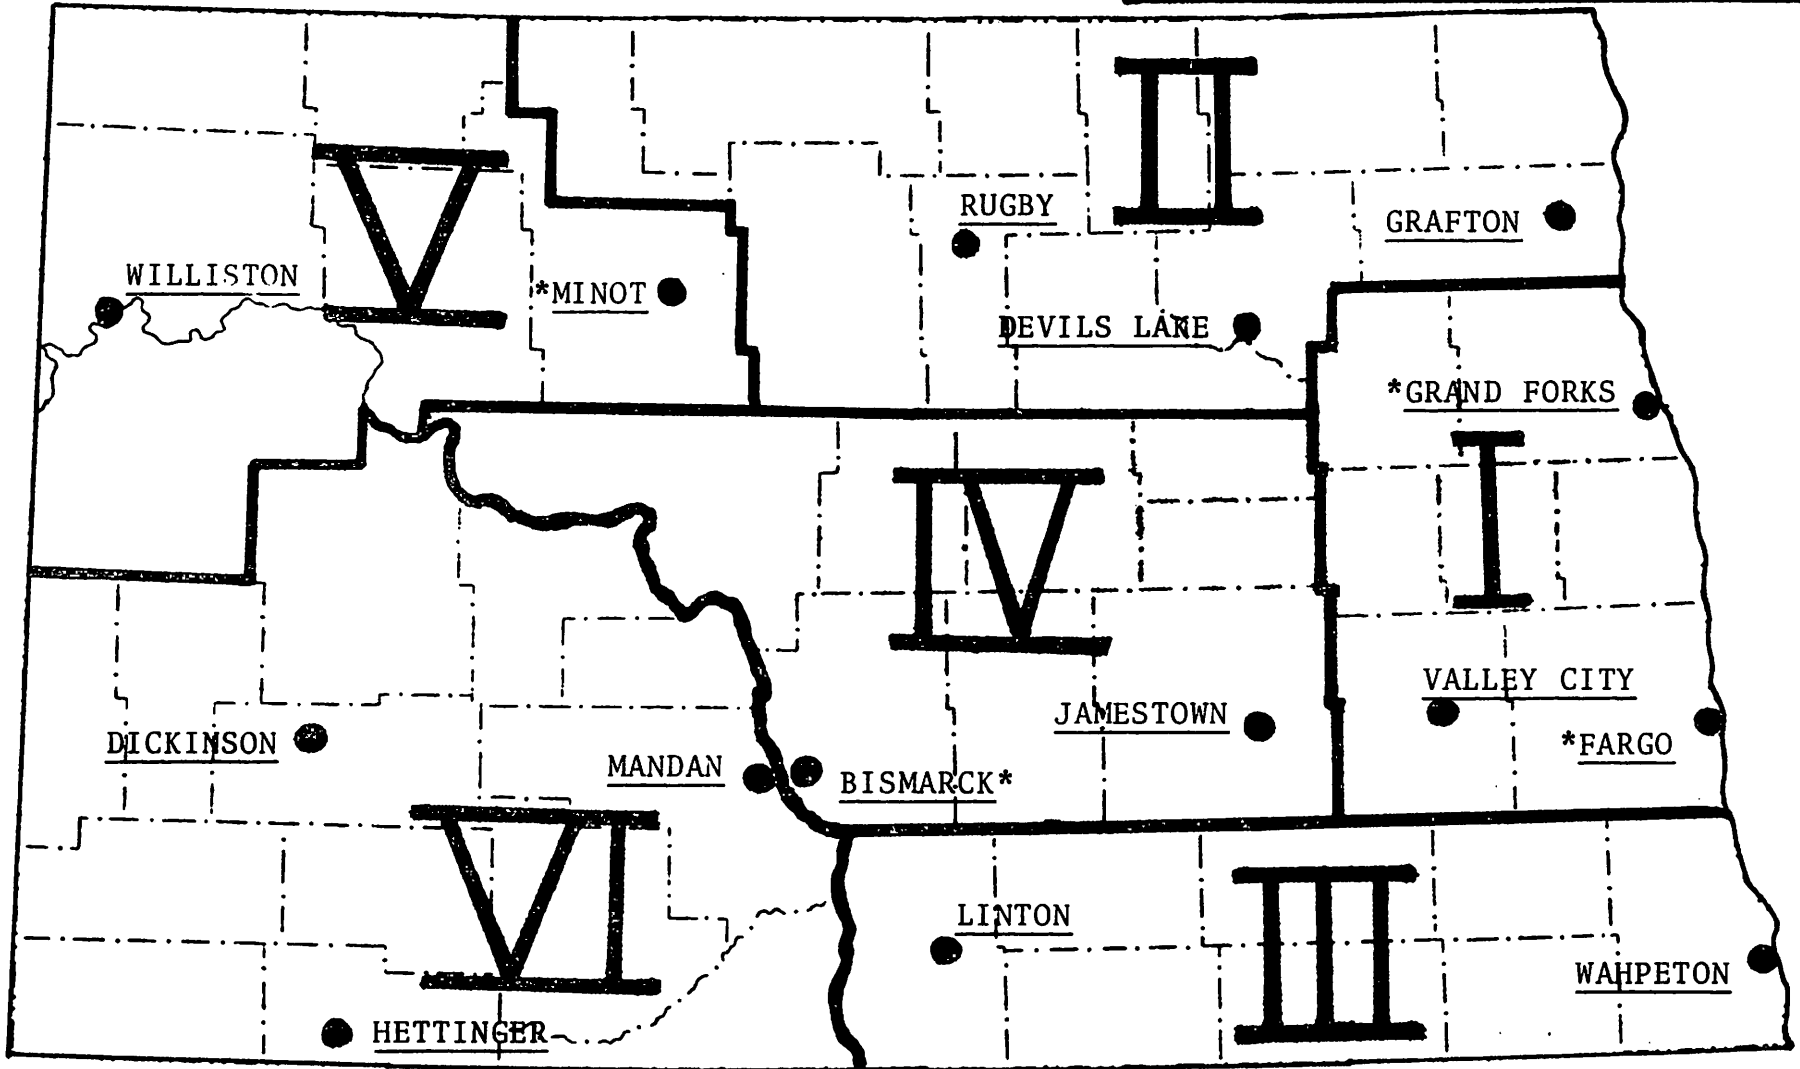 II
V
RUGBY
GRAFTON
WILLISTON
*MINOT
DEVILS LAKE
*GRAND FORKS
I
IV
VALLEY CITY
JAMESTOWN
DICKINSON
*FARGO
MANDAN
BISMARCK*
VI
III
LINTON
WAHPETON
HETTINGER